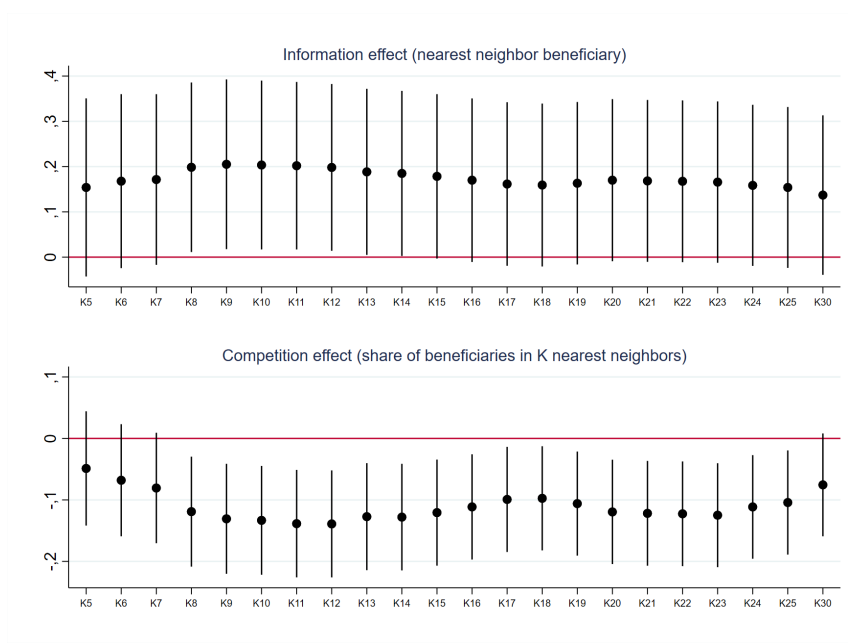 Information effect (nearest neighbor beneficiary)
,4
,3
,2
,1
0
K5 K6 K7 K8 K9 K10 K11 K12 K13 K14 K15 K16 K17 K18 K19 K20 K21 K22 K23 K24 K25 K30
Competition effect (share of beneficiaries in K nearest neighbors)
,1
0
-,1
-,2
K5 K6 K7 K8 K9 K10 K11 K12 K13 K14 K15 K16 K17 K18 K19 K20 K21 K22 K23 K24 K25 K30